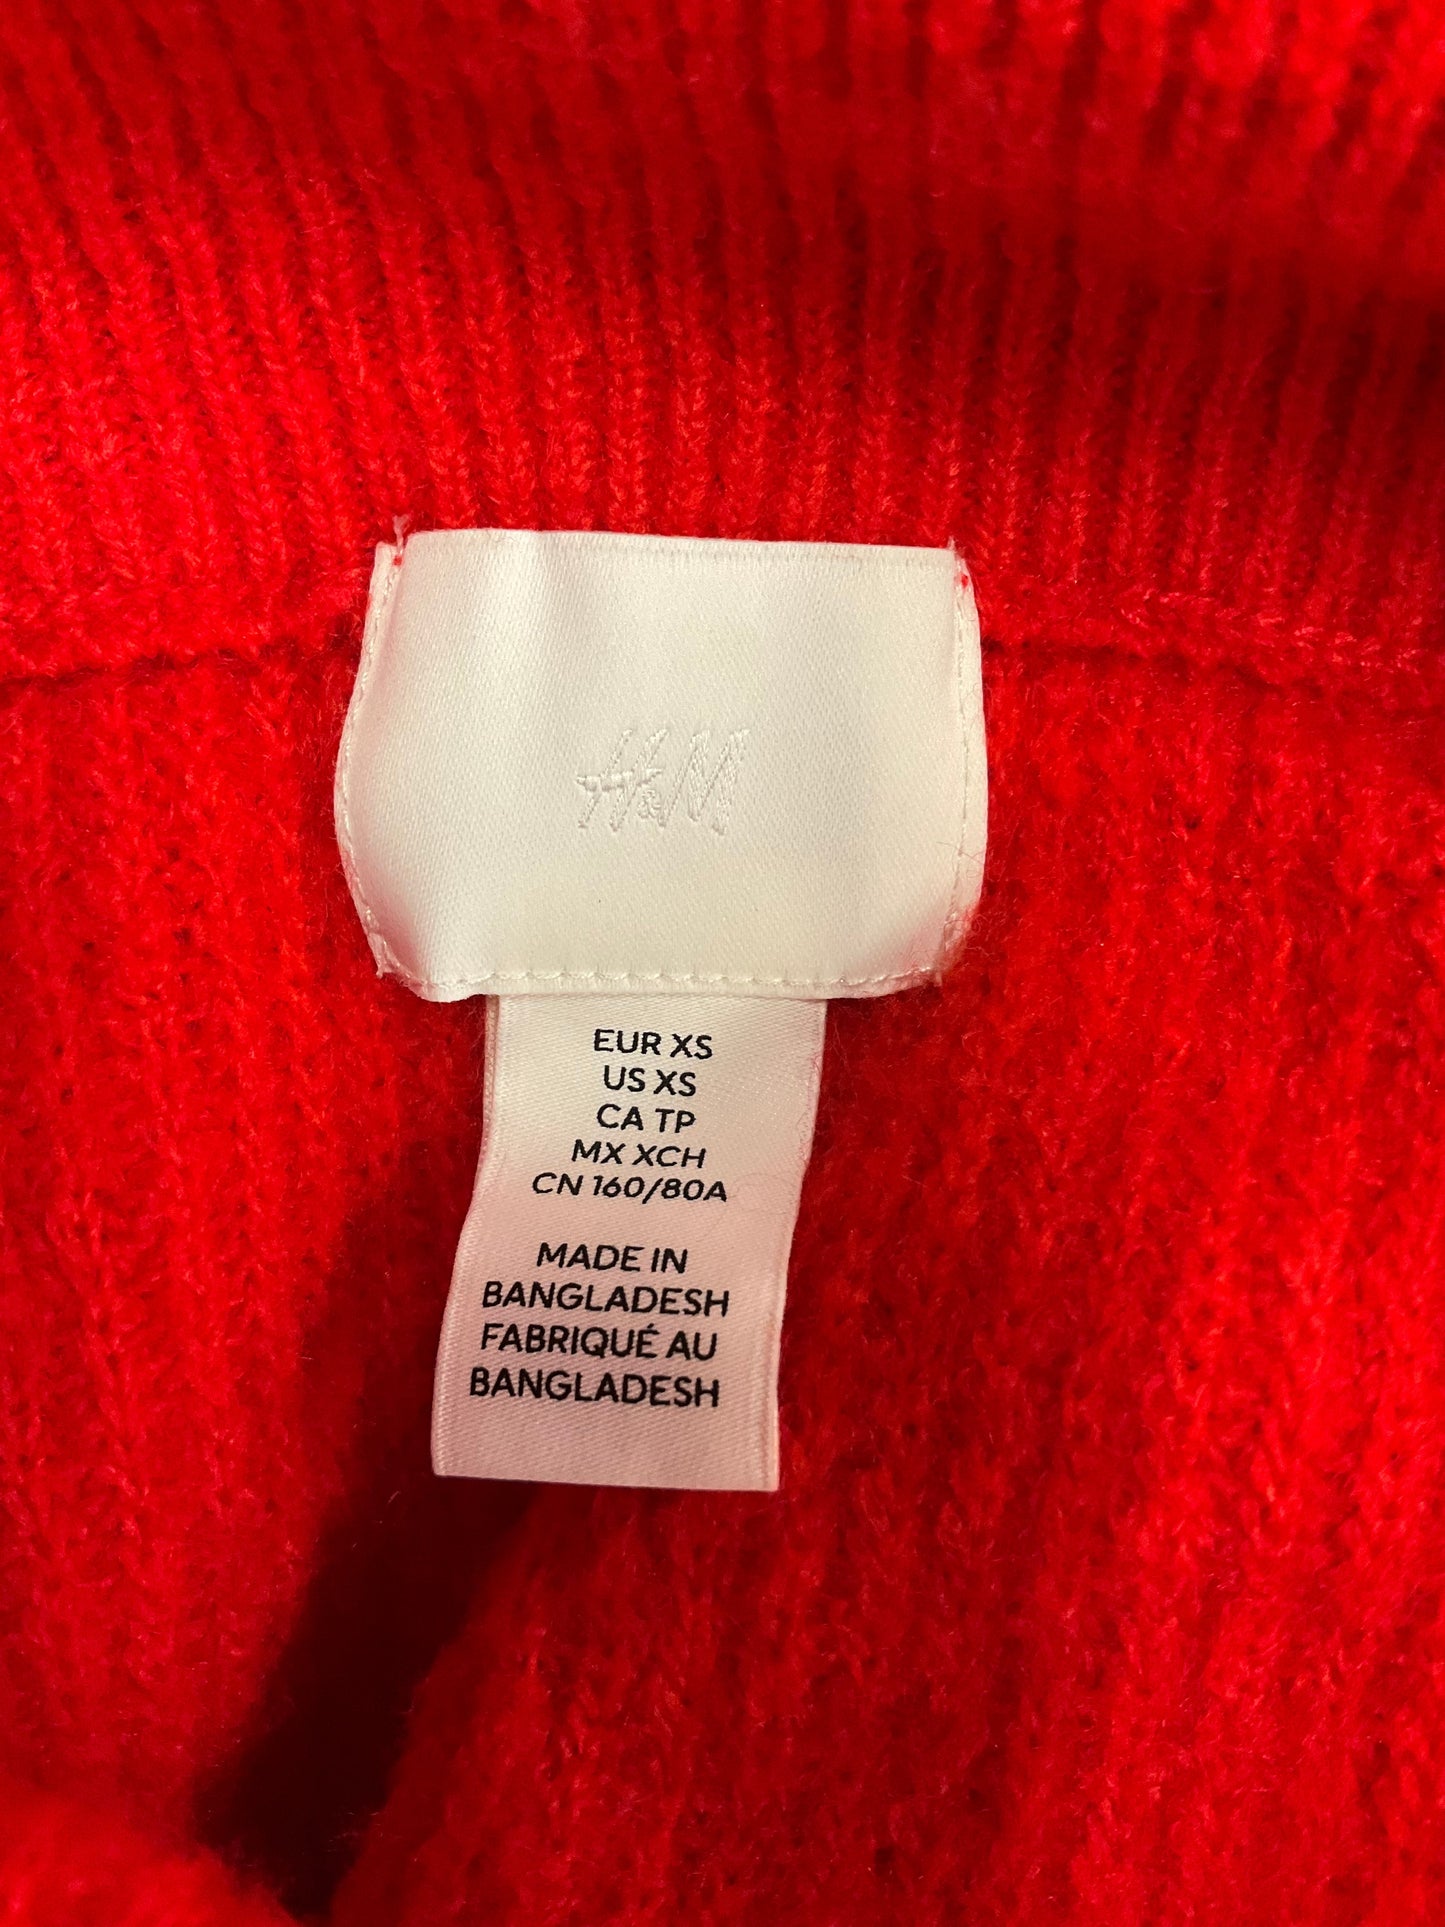 H&M
EUR XS
US XS
CA TP
MX XCH
CN 160/80A
MADE IN
BANGLADESH
FABRIQUÉ AU
BANGLADESH